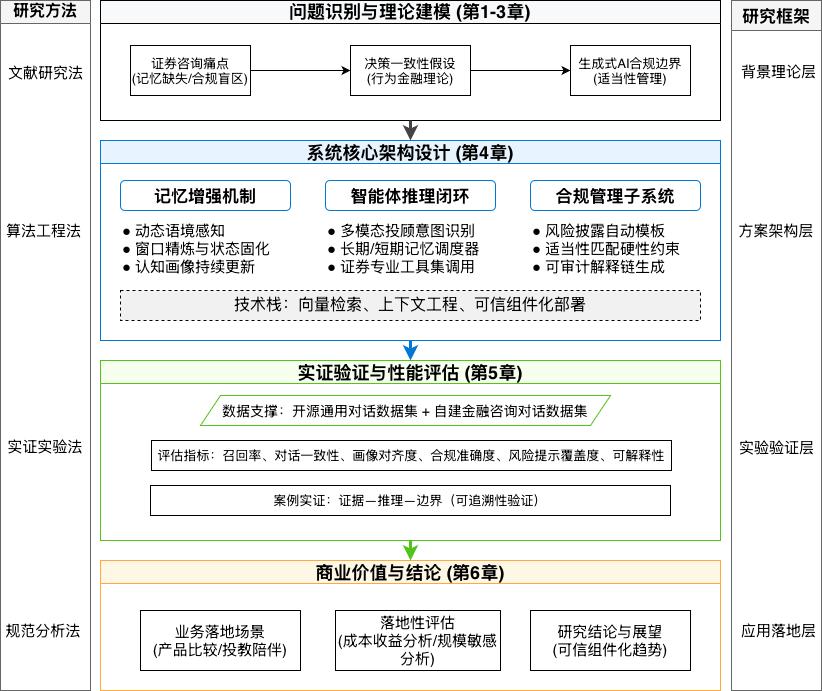 研究方法
问题识别与理论建模 (第1-3章)
研究框架
文献研究法
证券咨询痛点
(记忆缺失/合规盲区)
决策一致性假设
(行为金融理论)
生成式AI合规边界
(适当性管理)
背景理论层
系统核心架构设计 (第4章)
算法工程法
记忆增强机制
● 动态语境感知
● 窗口精炼与状态固化
● 认知画像持续更新
智能体推理闭环
● 多模态投顾意图识别
● 长期/短期记忆调度器
● 证券专业工具集调用
合规管理子系统
● 风险披露自动模板
● 适当性匹配硬性约束
● 可审计解释链生成
方案架构层
技术栈：向量检索、上下文工程、可信组件化部署
实证验证与性能评估 (第5章)
实证实验法
数据支撑：开源通用对话数据集 + 自建金融咨询对话数据集
评估指标：召回率、对话一致性、画像对齐度、合规准确度、风险提示覆盖度、可解释性
案例实证：证据—推理—边界（可追溯性验证）
实验验证层
商业价值与结论 (第6章)
规范分析法
业务落地场景
(产品比较/投教陪伴)
落地性评估
(成本收益分析/规模敏感
分析)
研究结论与展望
(可信组件化趋势)
应用落地层